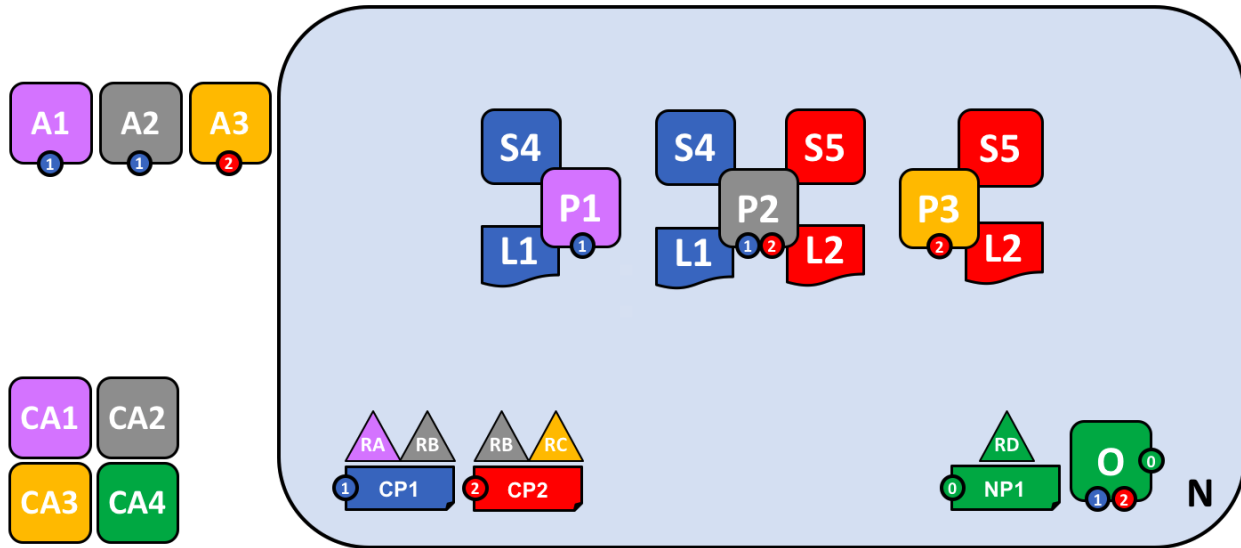 A1 A2 A3
1 1 2
S4 S4 S5 S5
P1 P2 P3
1 1 2 2
L1 L1 L2 L2
CA1 CA2
CA3 CA4
RA RB RB RC RD
1 CP1 2 CP2 0 NP1 O 0
1 2
N